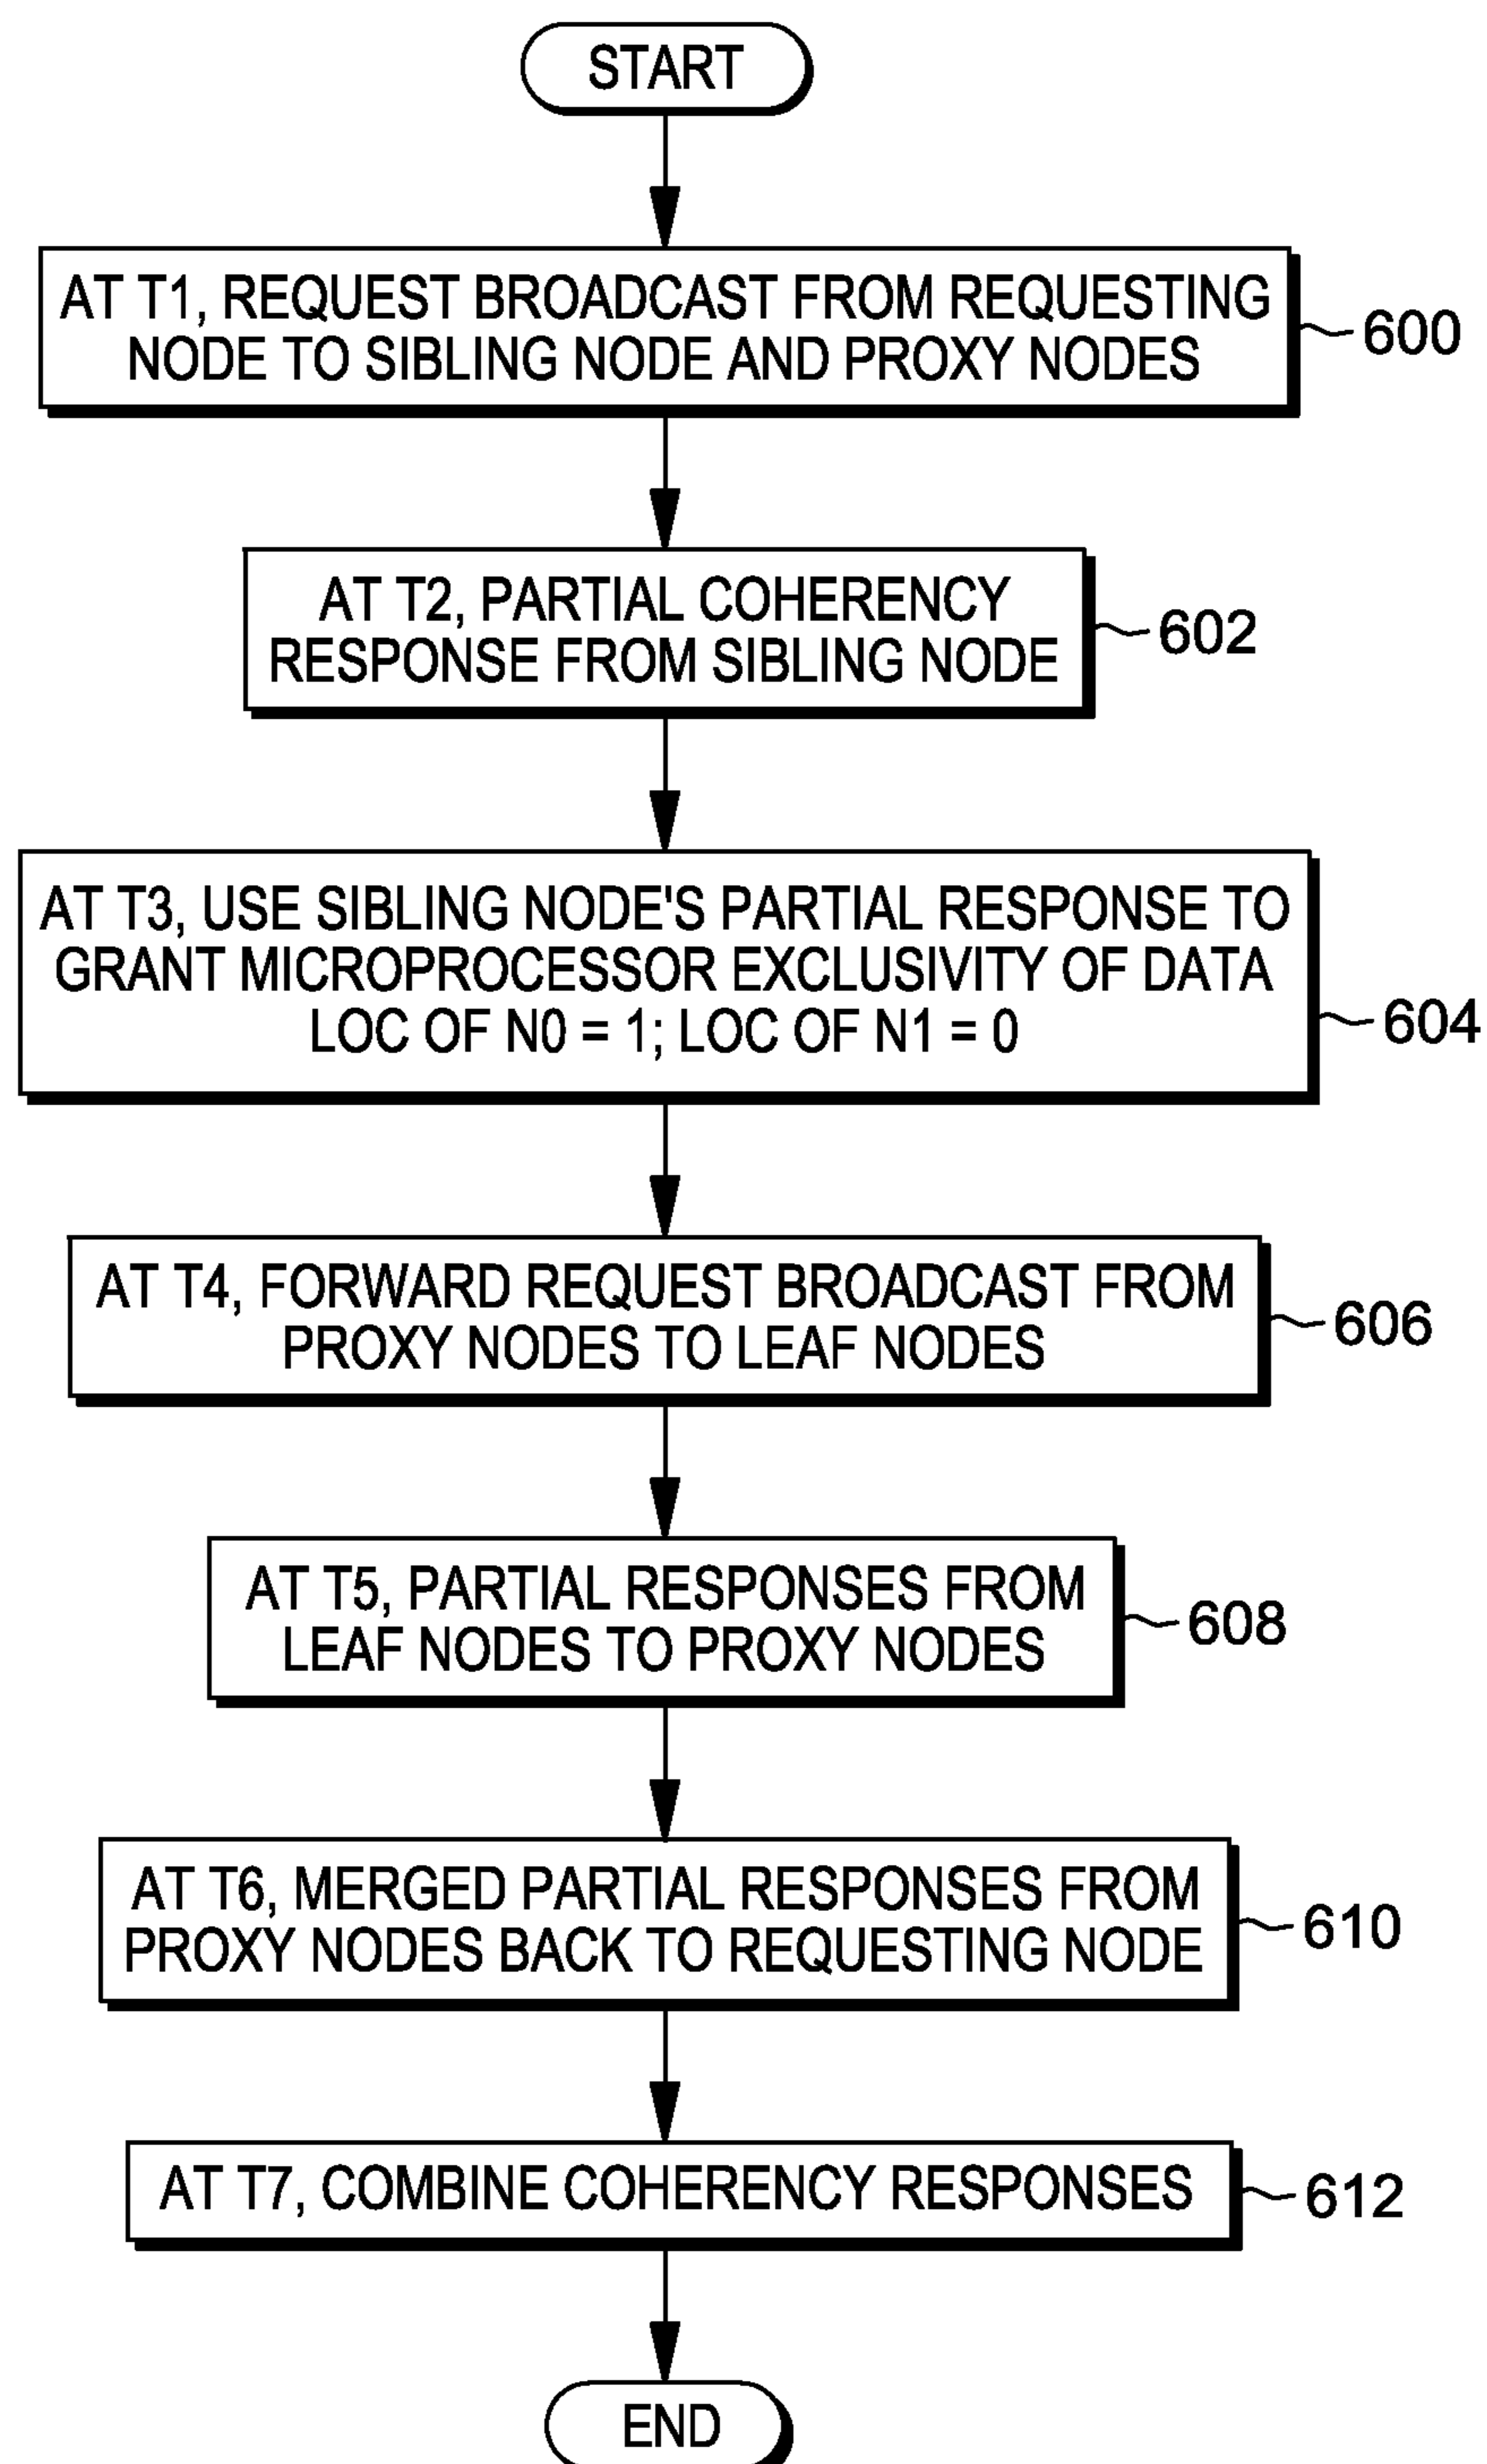 START
AT T1, REQUEST BROADCAST FROM REQUESTING
NODE TO SIBLING NODE AND PROXY NODES
600
AT T2, PARTIAL COHERENCY
RESPONSE FROM SIBLING NODE
602
AT T3, USE SIBLING NODE'S PARTIAL RESPONSE TO
GRANT MICROPROCESSOR EXCLUSIVITY OF DATA
LOC OF N0 = 1; LOC OF N1 = 0
604
AT T4, FORWARD REQUEST BROADCAST FROM
PROXY NODES TO LEAF NODES
606
AT T5, PARTIAL RESPONSES FROM
LEAF NODES TO PROXY NODES
608
AT T6, MERGED PARTIAL RESPONSES FROM
PROXY NODES BACK TO REQUESTING NODE
610
AT T7, COMBINE COHERENCY RESPONSES
612
END